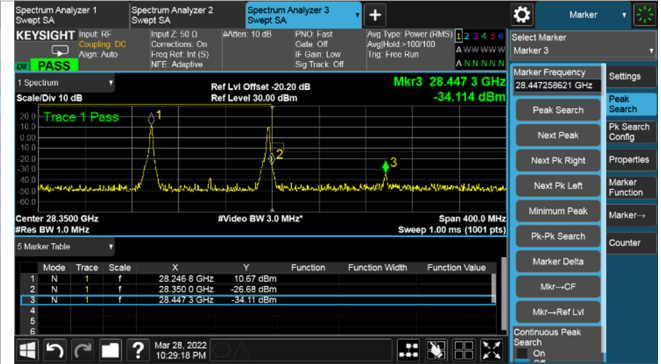 Spectrum Analyzer 1
Swept SA
Spectrum Analyzer 2
Swept SA
Spectrum Analyzer 3
Swept SA
+
Marker
KEYSIGHT
Input: RF
Coupling: DC
Align: Auto
Input Z: 50 Ω
Corrections: On
Freq Ref: Int (S)
NFE: Adaptive
#Atten: 10 dB
PNO: Fast
Gate: Off
IF Gain: Low
Sig Track: Off
Avg Type: Power (RMS)
Avg|Hold:>100/100
Trig: Free Run
1 2 3 4 5 6
A W W W W W
A N N N N N
LU PASS
Select Marker
Marker 3
1 Spectrum
Scale/Div 10 dB
Ref Lvl Offset -20.20 dB
Ref Level 30.00 dBm
Mkr3 28.447 3 GHz
-34.114 dBm
Trace 1 Pass
20.0
10.0
0.00
-10.0
-20.0
-30.0
-40.0
-50.0
-60.0
1
2
3
Center 28.3500 GHz
#Res BW 1.0 MHz
#Video BW 3.0 MHz*
Span 400.0 MHz
Sweep 1.00 ms (1001 pts)
5 Marker Table
Mode Trace Scale X Y Function Function Width Function Value
1 N 1 f 28.246 8 GHz 10.67 dBm
2 N 1 f 28.350 0 GHz -26.68 dBm
3 N 1 f 28.447 3 GHz -34.11 dBm
4
5
6
Mar 28, 2022
10:29:18 PM
Marker Frequency
28.447258621 GHz
Peak Search
Next Peak
Next Pk Right
Next Pk Left
Minimum Peak
Pk-Pk Search
Marker Delta
Mkr→CF
Mkr→Ref Lvl
Continuous Peak
Search
On
Off
Settings
Peak
Search
Pk Search
Config
Properties
Marker
Function
Marker→
Counter